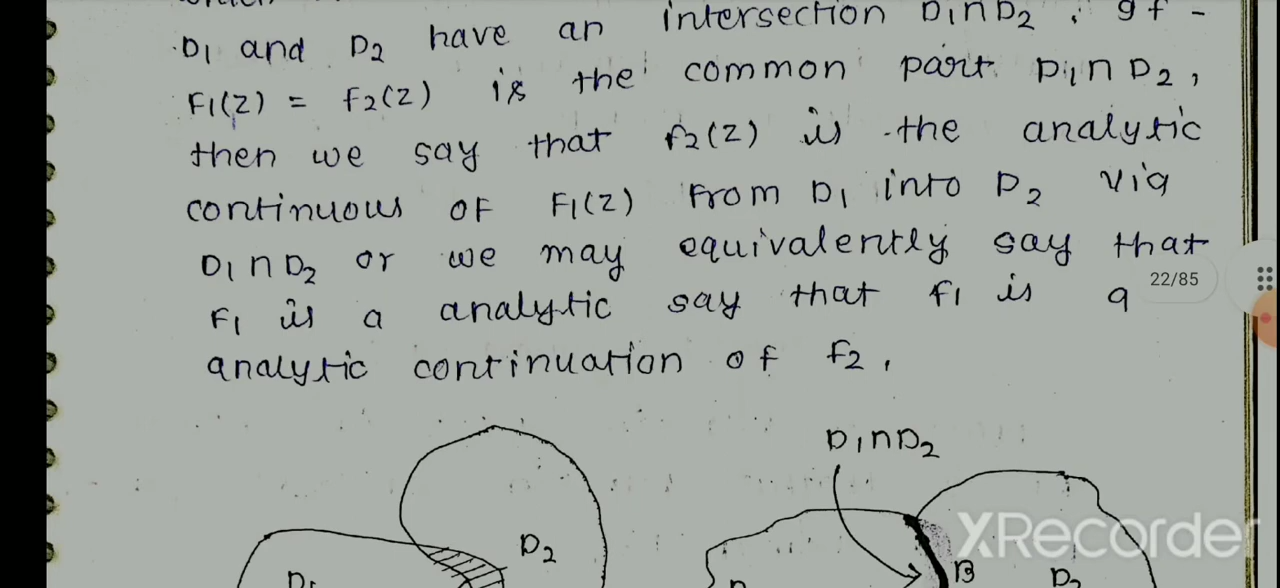 intersection D1∩D2 . gf -
D1 and D2 have an
F1(Z) = f2(Z) is the common part D1∩D2,
then we say that f2(Z) is the analytic
continuous of F1(Z) From D1 into D2 via
D1∩D2 or we may equivalently say that
F1 is a analytic say that f1 is a
22/85
analytic continuation of f2,
D1∩D2
D2
D1
B
D2
XRecorder